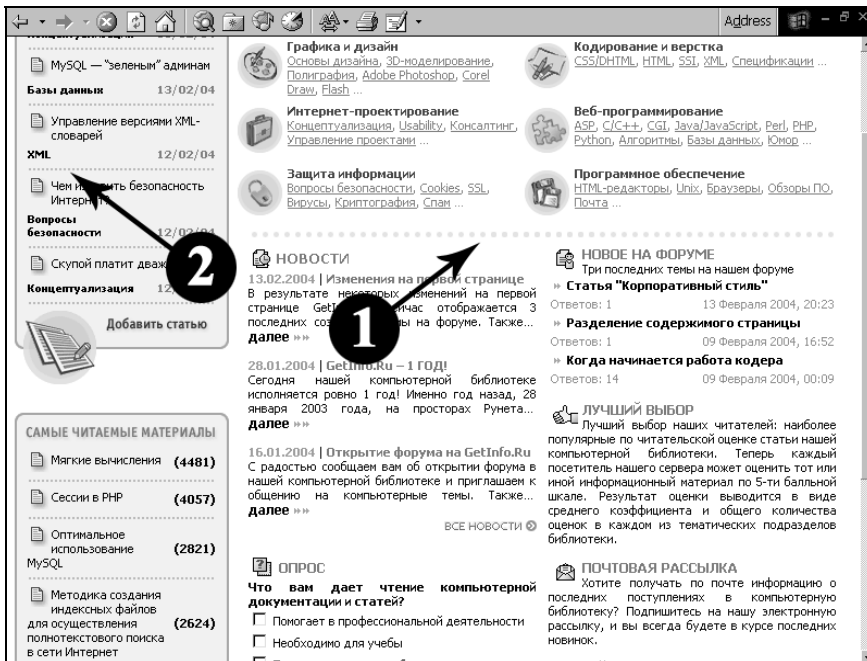 Address
MySQL — "зеленым" админам
Базы данных 13/02/04
Управление версиями XML-
словарей
XML 12/02/04
Чем безопасность
Вопросы
безопасности 12/02/04
Скупой платит
Концептуализация
Добавить статью
САМЫЕ ЧИТАЕМЫЕ МАТЕРИАЛЫ
Мягкие вычисления (4481)
Сессии в PHP (4057)
Оптимальное
использование (2821)
MySQL
Методика создания
индексных файлов
для осуществления (2624)
полнотекстового поиска
в сети Интернет
Графика и дизайн
Основы дизайна, 3D-моделирование,
Полиграфия, Adobe Photoshop, Corel
Draw, Flash ...
Кодирование и верстка
CSS/DHTML, HTML, SSI, XML, Спецификации ...
Интернет-проектирование
Концептуализация, Usability, Консалтинг,
Управление проектами ...
Веб-программирование
ASP, C/C++, CGI, Java/JavaScript, Perl, PHP,
Python, Алгоритмы, Базы данных, Юмор ...
Защита информации
Вопросы безопасности, Cookies, SSL,
Вирусы, Криптография, Спам ...
Программное обеспечение
HTML-редакторы, Unix, Браузеры, Обзоры ПО,
Почта ...
1
2
НОВОСТИ
13.02.2004 | Изменения на первой странице
В результате некоторых изменений на первой
странице отображается 3
последних на форуме. Также...
далее »»
28.01.2004 | GetInfo.Ru – 1 ГОД!
Сегодня нашей компьютерной библиотеке
исполняется ровно 1 год! Именно год назад, 28
января 2003 года, на просторах Рунета...
далее »»
16.01.2004 | Открытие форума на GetInfo.Ru
С радостью сообщаем вам об открытии форума в
нашей компьютерной библиотеке и приглашаем к
общению на компьютерные темы. Также...
далее »»
ВСЕ НОВОСТИ
ОПРОС
Что вам дает чтение компьютерной
документации и статей?
Помогает в профессиональной деятельности
Необходимо для учебы
НОВОЕ НА ФОРУМЕ
Три последних темы на нашем форуме
» Статья "Корпоративный стиль"
Ответов: 1 13 Февраля 2004, 20:23
» Разделение содержимого страницы
Ответов: 1 09 Февраля 2004, 16:52
» Когда начинается работа кодера
Ответов: 14 09 Февраля 2004, 00:09
ЛУЧШИЙ ВЫБОР
Лучший выбор наших читателей: наиболее
популярные по читательской оценке статьи нашей
компьютерной библиотеки. Теперь каждый
посетитель нашего сервера может оценить тот или
иной информационный материал по 5-ти балльной
шкале. Результат оценки выводится в виде
среднего коэффициента и общего количества
оценок в каждом из тематических подразделов
библиотеки.
ПОЧТОВАЯ РАССЫЛКА
Хотите получать по почте информацию о
последних поступлениях в компьютерную
библиотеку? Подпишитесь на нашу электронную
рассылку, и вы всегда будете в курсе последних
новинок.